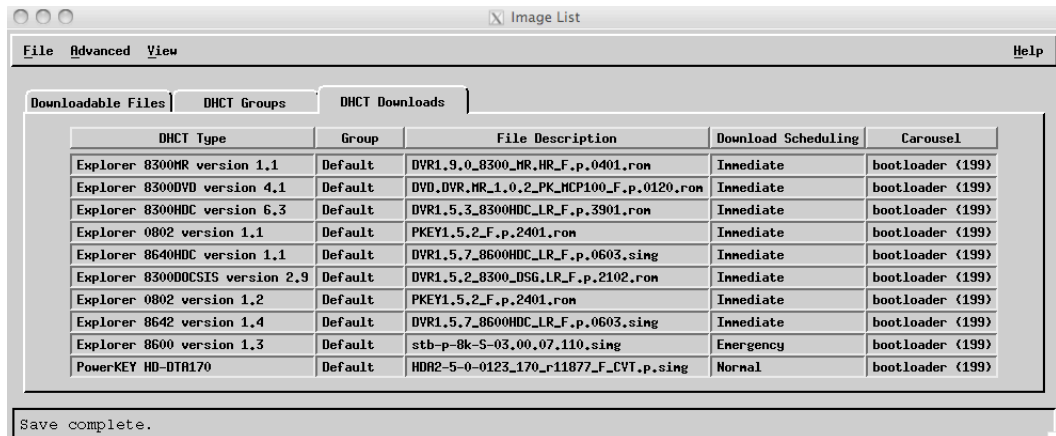 Image List
File Advanced View Help
Downloadable Files DHCT Groups DHCT Downloads
DHCT Type Group File Description Download Scheduling Carousel
Explorer 8300MR version 1.1 Default DVR1.9.0_8300_MR.HR_F.p.0401.rom Immediate bootloader (199)
Explorer 8300DVD version 4.1 Default DVD.DVR.MR_1.0.2_PK_MCP100_F.p.0120.rom Immediate bootloader (199)
Explorer 8300HDC version 6.3 Default DVR1.5.3_8300HDC_LR_F.p.3901.rom Immediate bootloader (199)
Explorer 0802 version 1.1 Default PKEY1.5.2_F.p.2401.rom Immediate bootloader (199)
Explorer 8640HDC version 1.1 Default DVR1.5.7_8600HDC_LR_F.p.0603.simg Immediate bootloader (199)
Explorer 8300DOCSIS version 2.9 Default DVR1.5.2_8300_DSG.LR_F.p.2102.rom Immediate bootloader (199)
Explorer 0802 version 1.2 Default PKEY1.5.2_F.p.2401.rom Immediate bootloader (199)
Explorer 8642 version 1.4 Default DVR1.5.7_8600HDC_LR_F.p.0603.simg Immediate bootloader (199)
Explorer 8600 version 1.3 Default stb-p-8k-S-03.00.07.110.simg Emergency bootloader (199)
PowerKEY HD-DTA170 Default HDA2-5-0-0123_170_r11877_F_CVT.p.simg Normal bootloader (199)
Save complete.